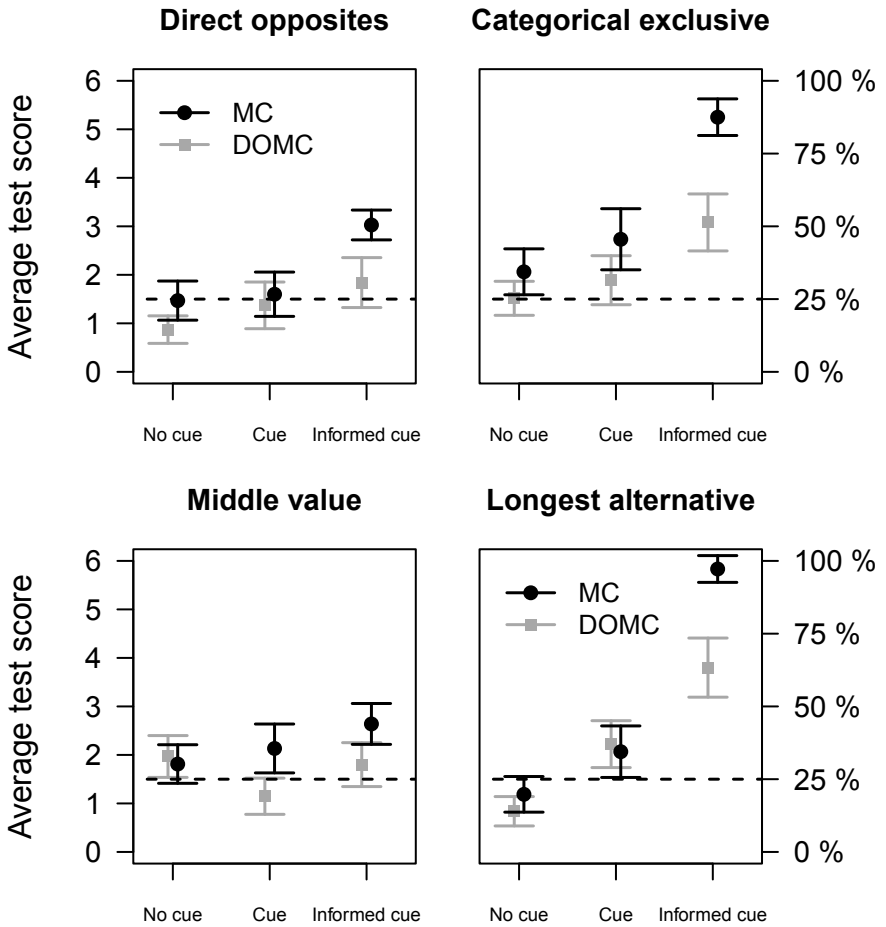 Direct opposites
Categorical exclusive
Average test score
6
5
4
3
2
1
0
MC
DOMC
No cue
Cue
Informed cue
100 %
75 %
50 %
25 %
0 %
No cue
Cue
Informed cue
Middle value
Longest alternative
Average test score
6
5
4
3
2
1
0
No cue
Cue
Informed cue
MC
DOMC
100 %
75 %
50 %
25 %
0 %
No cue
Cue
Informed cue